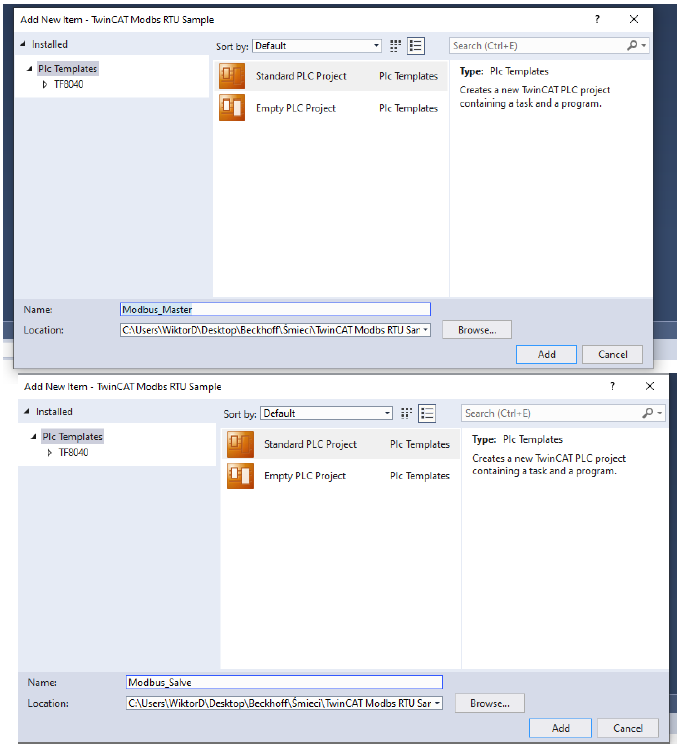 Add New Item - TwinCAT Modbs RTU Sample ? ✕
Installed
Sort by: Default
Search (Ctrl+E)
Plc Templates
TF8040
Standard PLC Project Plc Templates
Empty PLC Project Plc Templates
Type: Plc Templates
Creates a new TwinCAT PLC project
containing a task and a program.
Name: Modbus_Master
Location: C:\Users\WiktorD\Desktop\Beckhoff\Śmieci\TwinCAT Modbs RTU Sar Browse...
Add Cancel
Add New Item - TwinCAT Modbs RTU Sample ? ✕
Installed
Sort by: Default
Search (Ctrl+E)
Plc Templates
TF8040
Standard PLC Project Plc Templates
Empty PLC Project Plc Templates
Type: Plc Templates
Creates a new TwinCAT PLC project
containing a task and a program.
Name: Modbus_Salve
Location: C:\Users\WiktorD\Desktop\Beckhoff\Śmieci\TwinCAT Modbs RTU Sar Browse...
Add Cancel